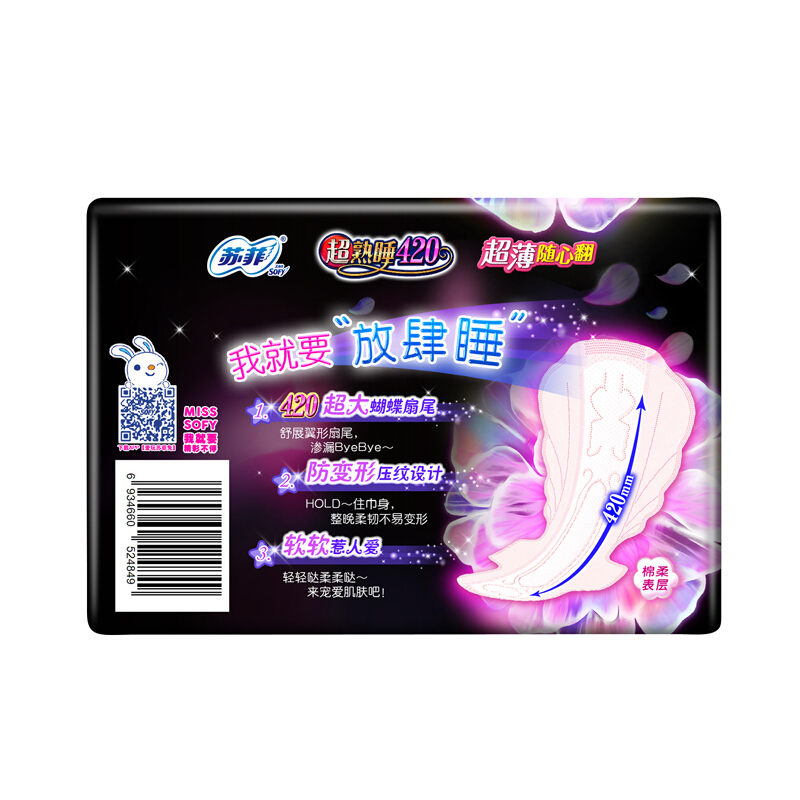 苏菲®
SOFY
超熟睡420
超薄随心翻
我就要“放肆睡”
1. 420超大蝴蝶扇尾
舒展翼形扇尾，
渗漏ByeBye～
2. 防变形压纹设计
HOLD～住巾身，
整晚柔韧不易变形
3. 软软惹人爱
轻轻哒柔柔哒～
来宠爱肌肤吧！
420mm
棉柔
表层
MISS
SOFY
我就要
精彩不停
6 934660 524849